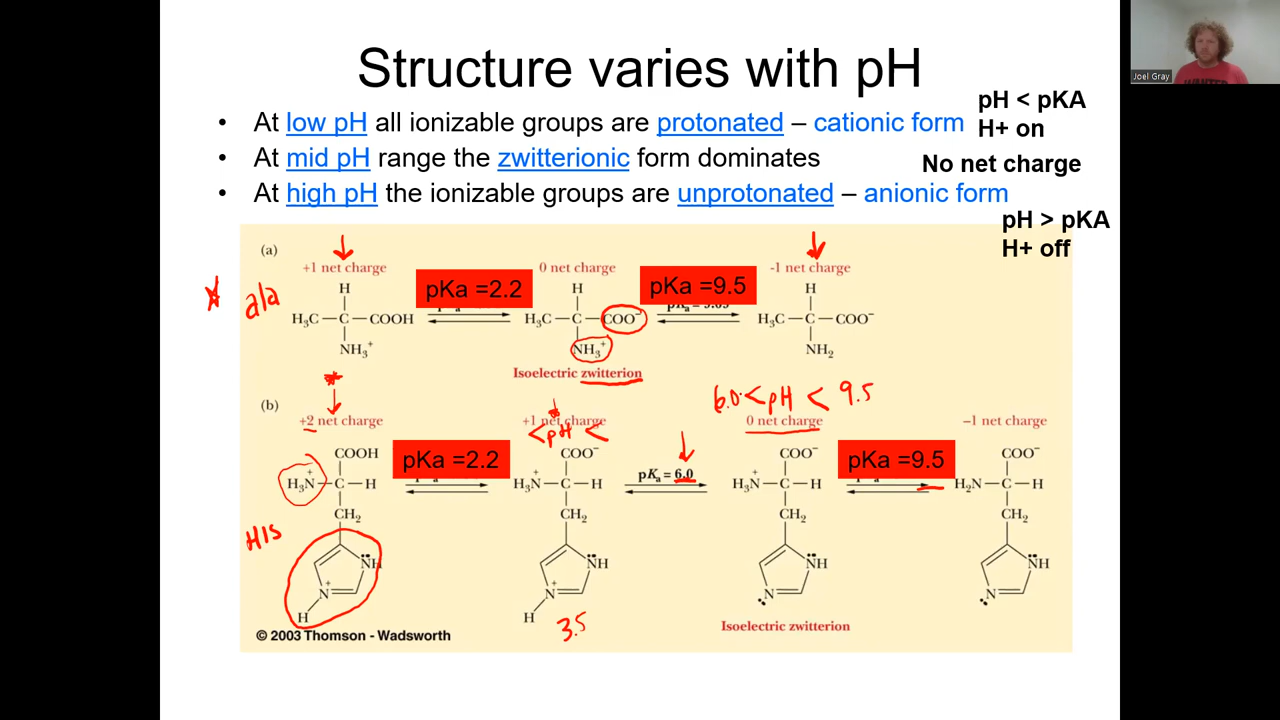 Structure varies with pH
Joel Gray
• At low pH all ionizable groups are protonated – cationic form
pH < pKA
H+ on
• At mid pH range the zwitterionic form dominates
No net charge
• At high pH the ionizable groups are unprotonated – anionic form
pH > pKA
H+ off
(a)
+1 net charge
0 net charge
-1 net charge
pKa =2.2
pKa =9.5
ala
H
H
H
H₃C—C—COOH
H₃C—C—COO⁻
H₃C—C—COO⁻
NH₃⁺
NH₃⁺
NH₂
Isoelectric zwitterion
(b)
6.0<pH < 9.5
+2 net charge
+1 net charge
0 net charge
–1 net charge
<pH <
COOH
COO⁻
COO⁻
COO⁻
pKa =2.2
pKₐ = 6.0
pKa =9.5
H₃N⁺—C—H
H₃N⁺—C—H
H₃N⁺—C—H
H₂N—C—H
CH₂
CH₂
CH₂
CH₂
HIS
NH
NH
NH
NH
N⁺
N⁺
N
N
H
H
3.5
Isoelectric zwitterion
© 2003 Thomson - Wadsworth